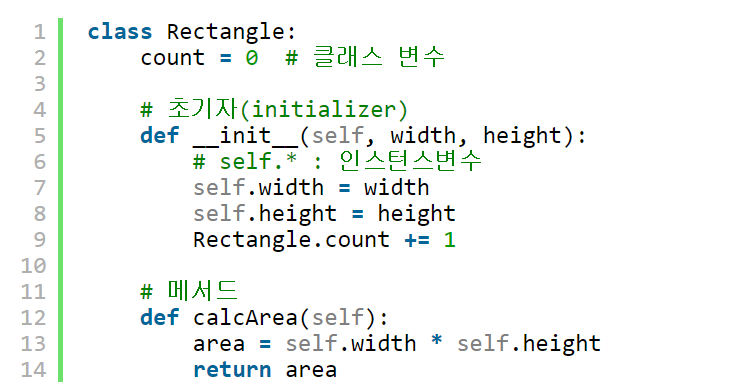 1 class Rectangle:
2 count = 0 # 클래스 변수
3
4 # 초기자(initializer)
5 def __init__(self, width, height):
6 # self.* : 인스턴스변수
7 self.width = width
8 self.height = height
9 Rectangle.count += 1
10
11 # 메서드
12 def calcArea(self):
13 area = self.width * self.height
14 return area